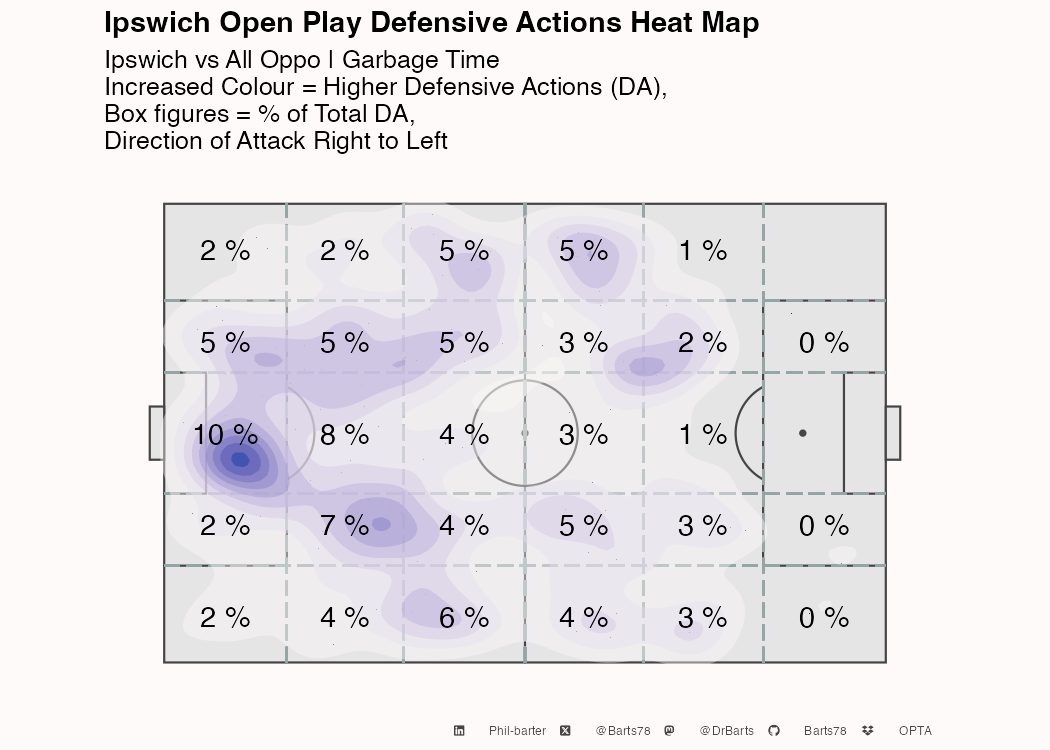 Ipswich Open Play Defensive Actions Heat Map
Ipswich vs All Oppo | Garbage Time
Increased Colour = Higher Defensive Actions (DA),
Box figures = % of Total DA,
Direction of Attack Right to Left
2 % 2 % 5 % 5 % 1 %
5 % 5 % 5 % 3 % 2 % 0 %
10 % 8 % 4 % 3 % 1 %
2 % 7 % 4 % 5 % 3 % 0 %
2 % 4 % 6 % 4 % 3 % 0 %
Phil-barter @Barts78 @DrBarts Barts78 OPTA